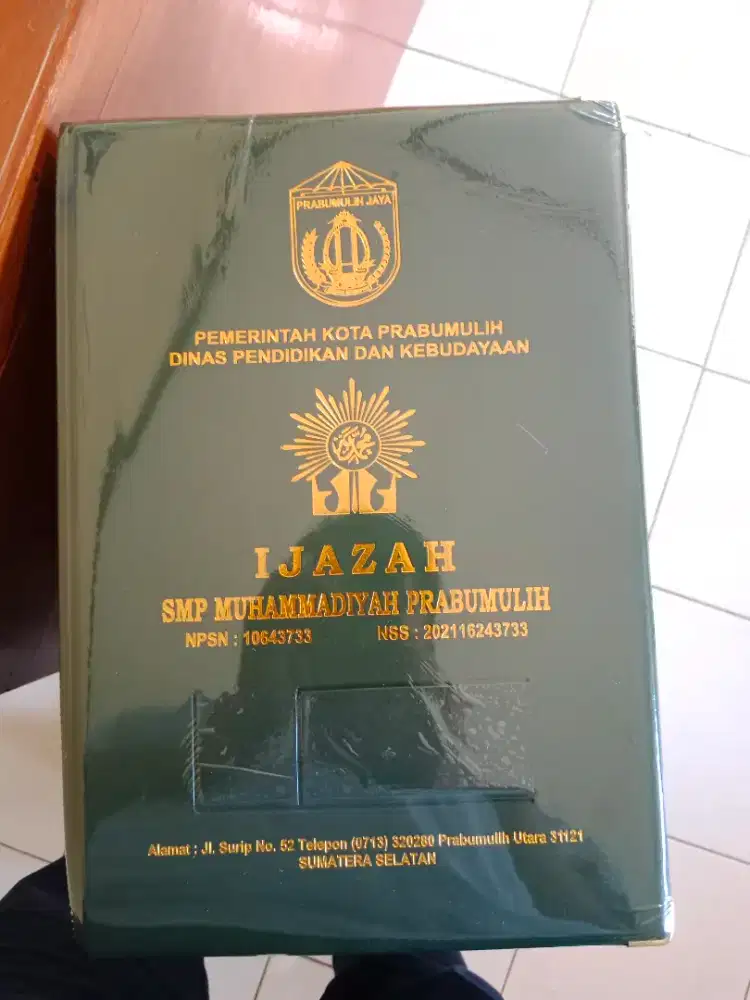 PRABUMULIH JAYA
PEMERINTAH KOTA PRABUMULIH
DINAS PENDIDIKAN DAN KEBUDAYAAN
محمد
IJAZAH
SMP MUHAMMADIYAH PRABUMULIH
NPSN : 10643733 NSS : 202116243733
Alamat : Jl. Surip No. 52 Telepon (0713) 320280 Prabumulih Utara 31121
SUMATERA SELATAN